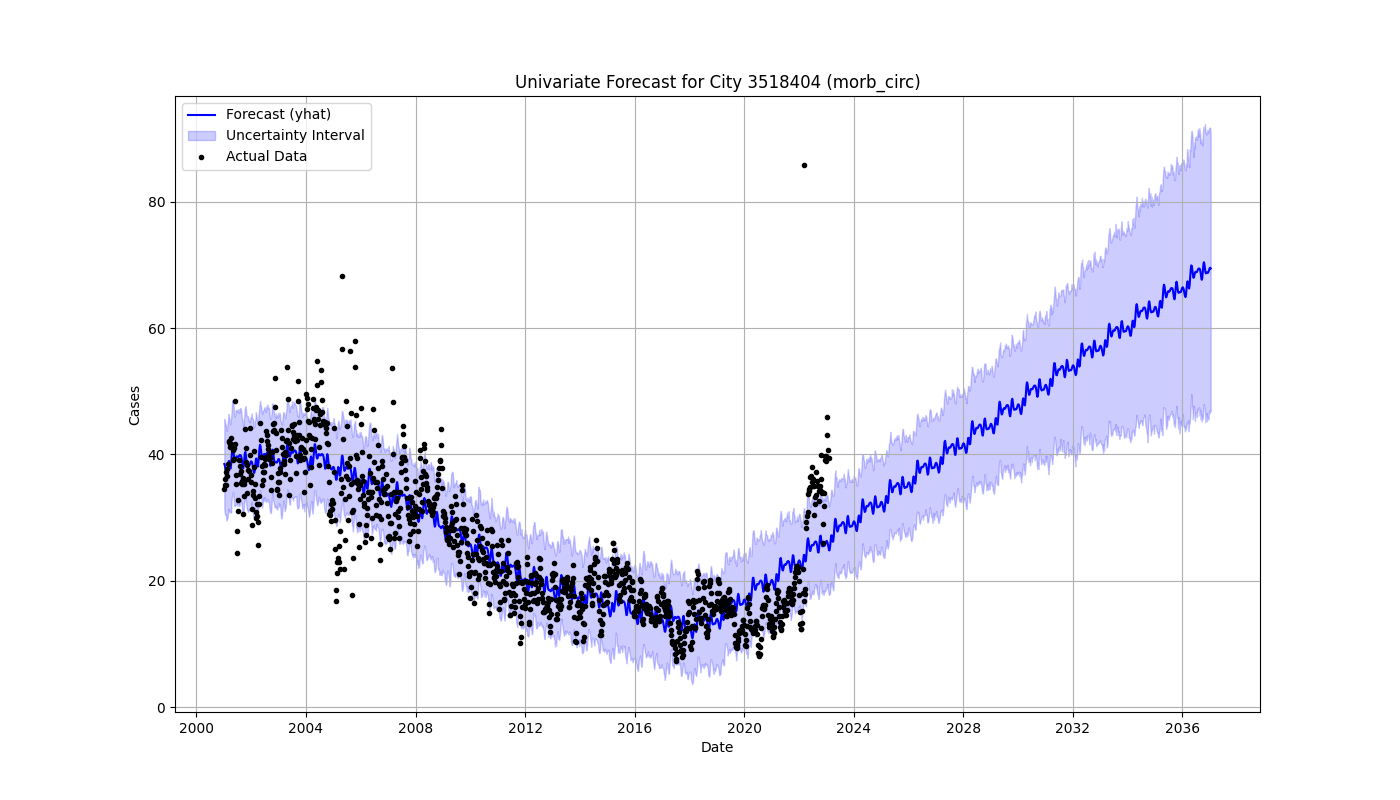 Univariate Forecast for City 3518404 (morb_circ)
Forecast (yhat)
Uncertainty Interval
Actual Data
Cases
80
60
40
20
0
2000 2004 2008 2012 2016 2020 2024 2028 2032 2036
Date